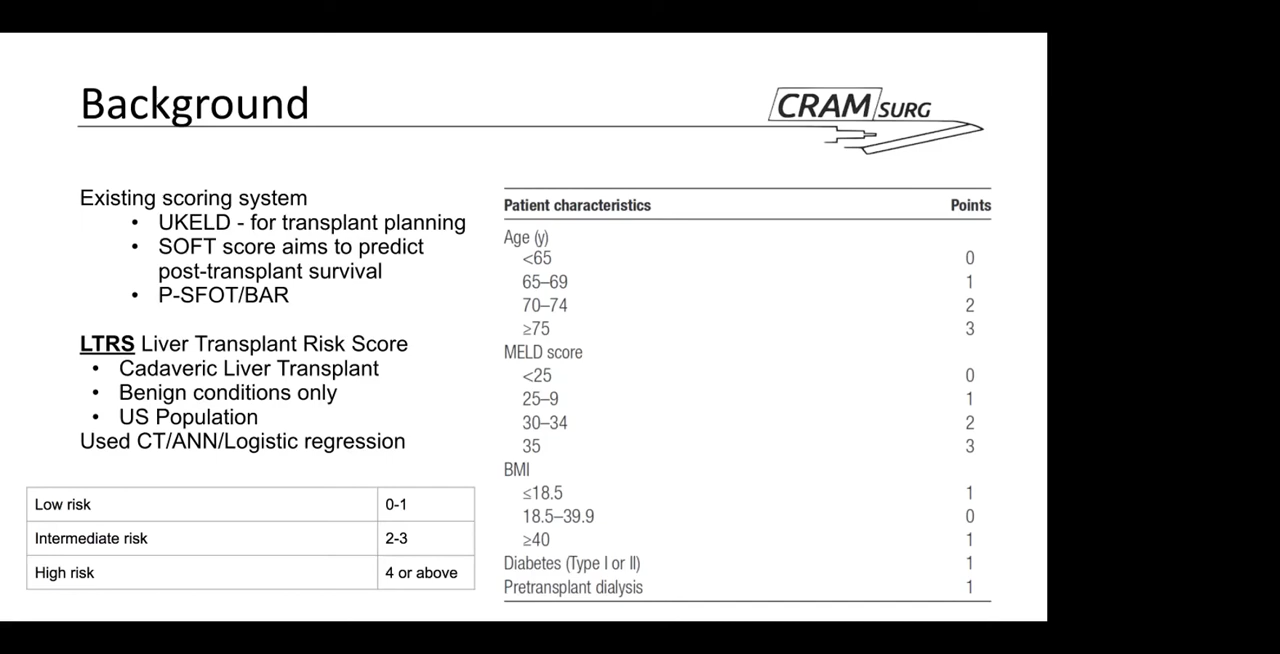 Background
CRAM SURG
Existing scoring system
• UKELD - for transplant planning
• SOFT score aims to predict
post-transplant survival
• P-SFOT/BAR
LTRS Liver Transplant Risk Score
• Cadaveric Liver Transplant
• Benign conditions only
• US Population
Used CT/ANN/Logistic regression
Low risk 0-1
Intermediate risk 2-3
High risk 4 or above
Patient characteristics Points
Age (y)
<65 0
65–69 1
70–74 2
≥75 3
MELD score
<25 0
25–9 1
30–34 2
35 3
BMI
≤18.5 1
18.5–39.9 0
≥40 1
Diabetes (Type I or II) 1
Pretransplant dialysis 1